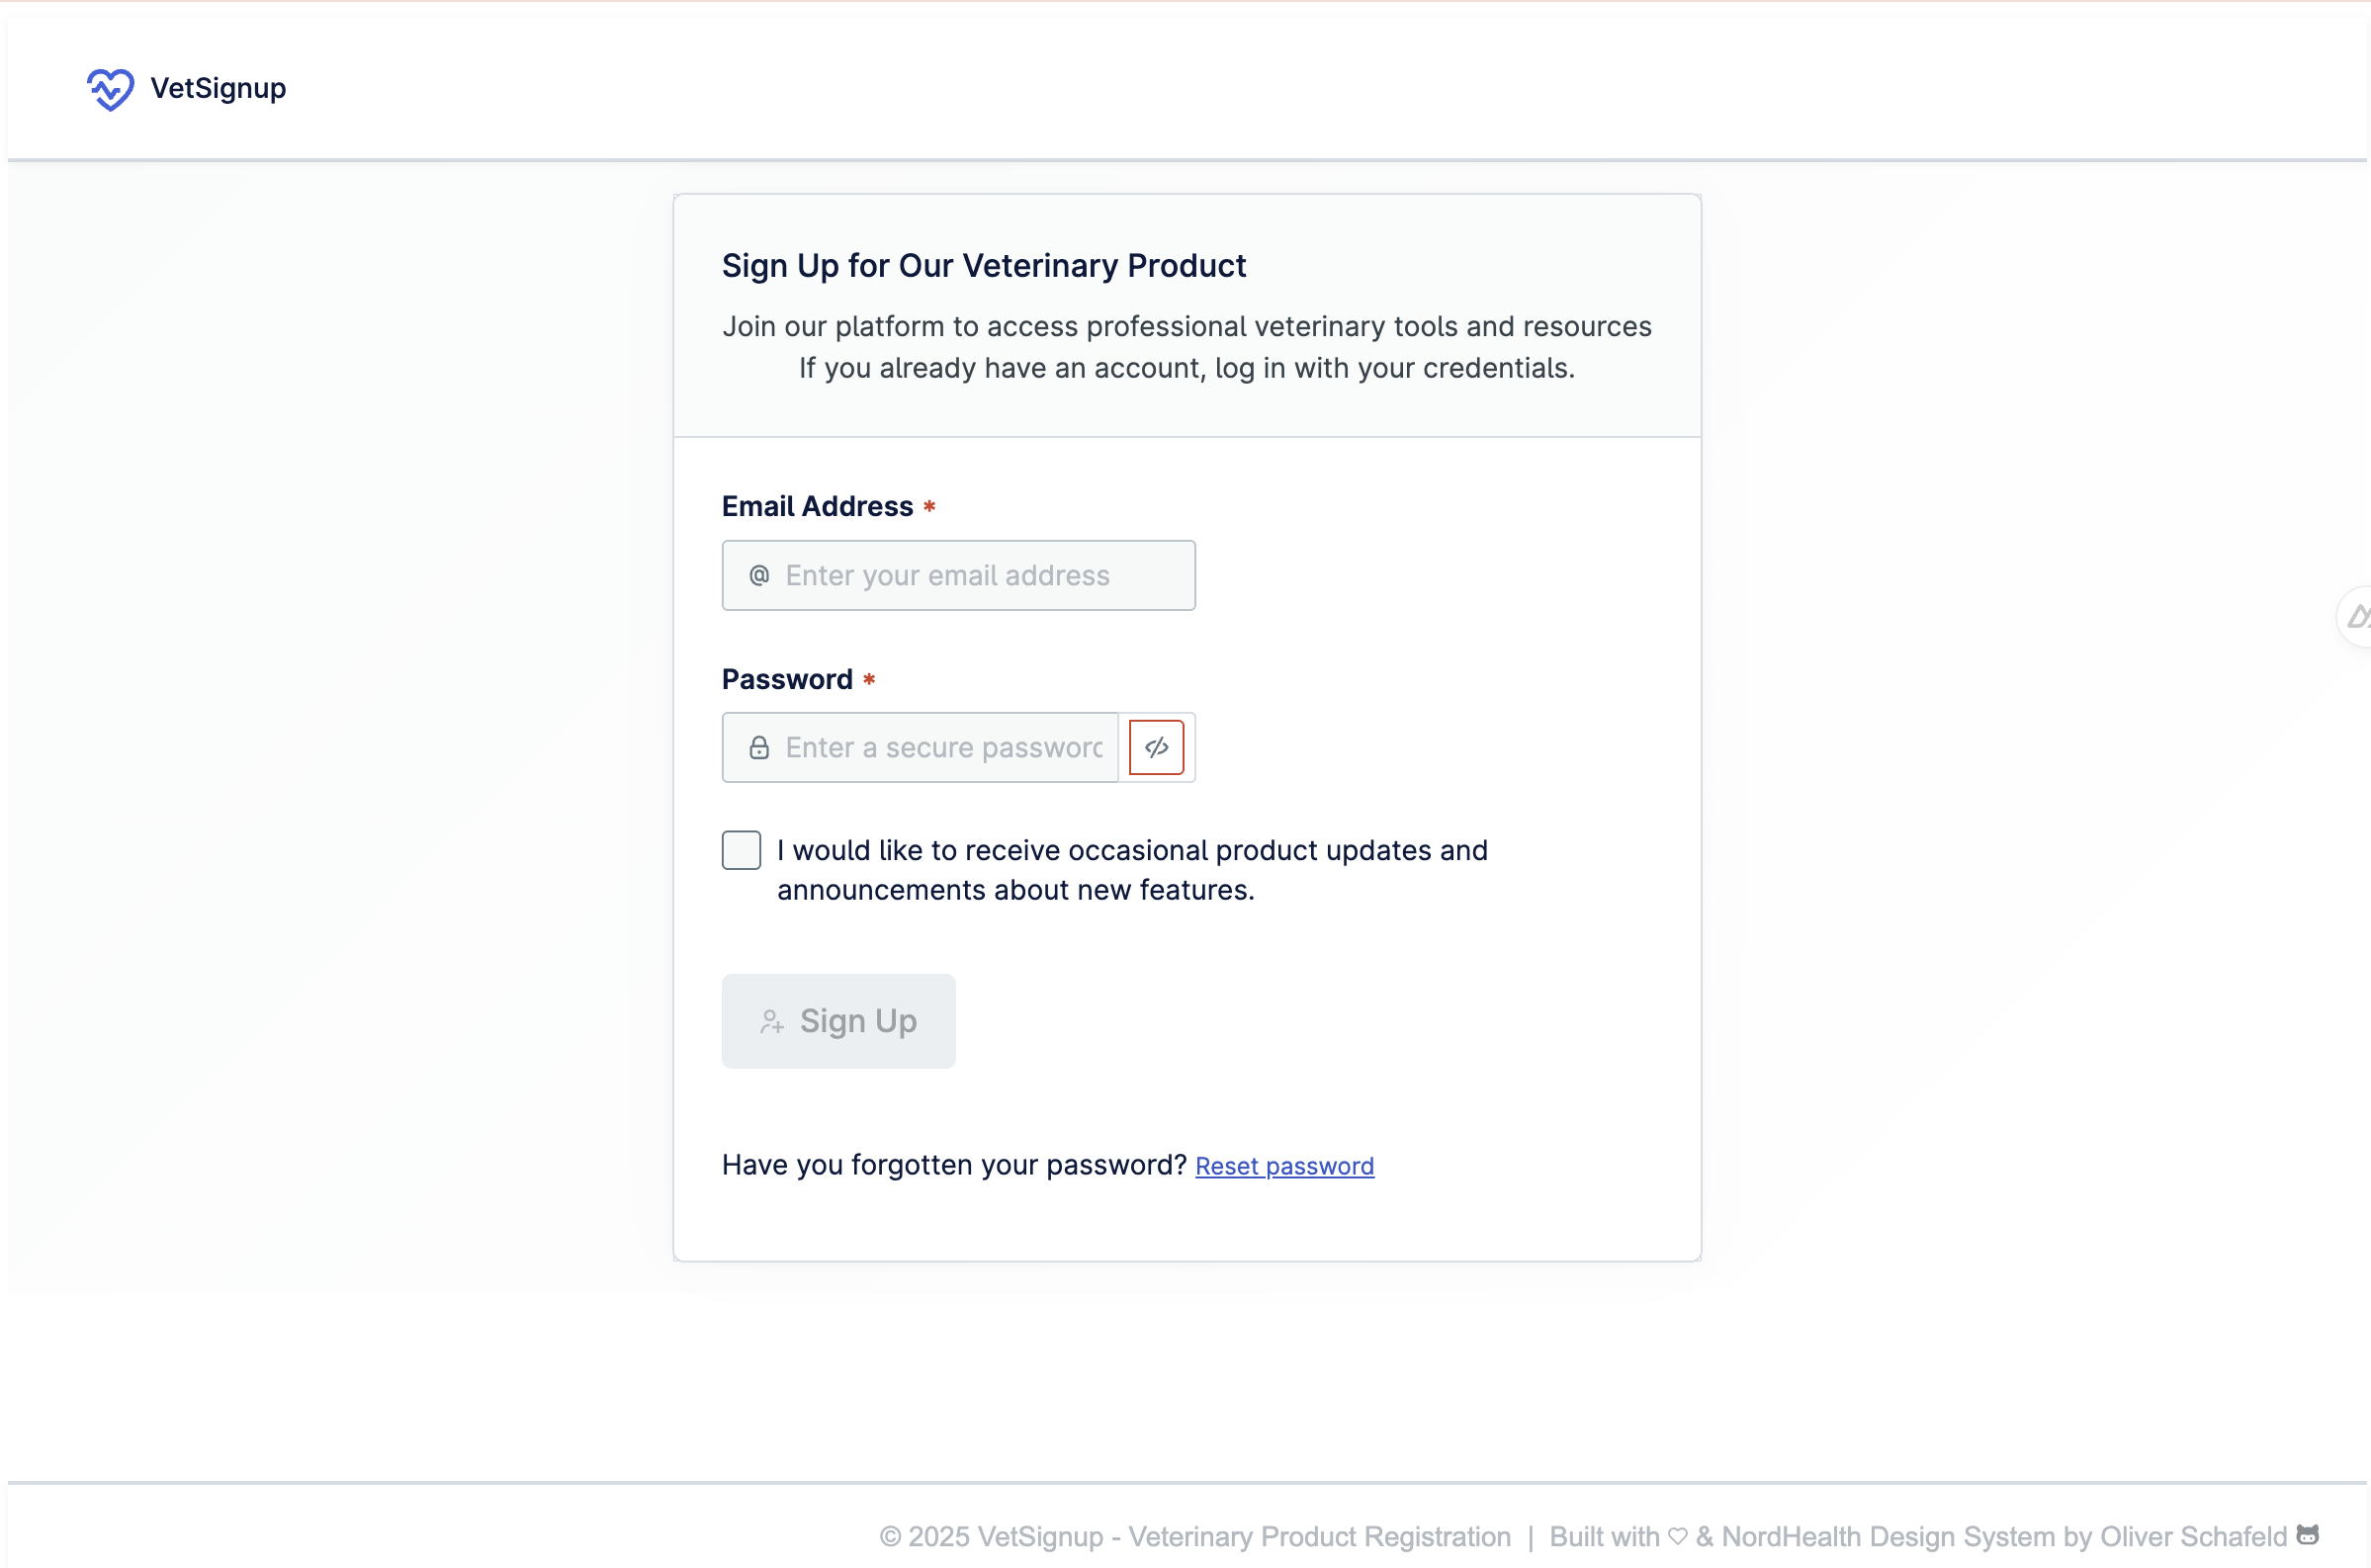 VetSignup
Sign Up for Our Veterinary Product
Join our platform to access professional veterinary tools and resources
If you already have an account, log in with your credentials.
Email Address *
@ Enter your email address
Password *
Enter a secure password
I would like to receive occasional product updates and
announcements about new features.
Sign Up
Have you forgotten your password? Reset password
© 2025 VetSignup - Veterinary Product Registration | Built with ♡ & NordHealth Design System by Oliver Schafeld